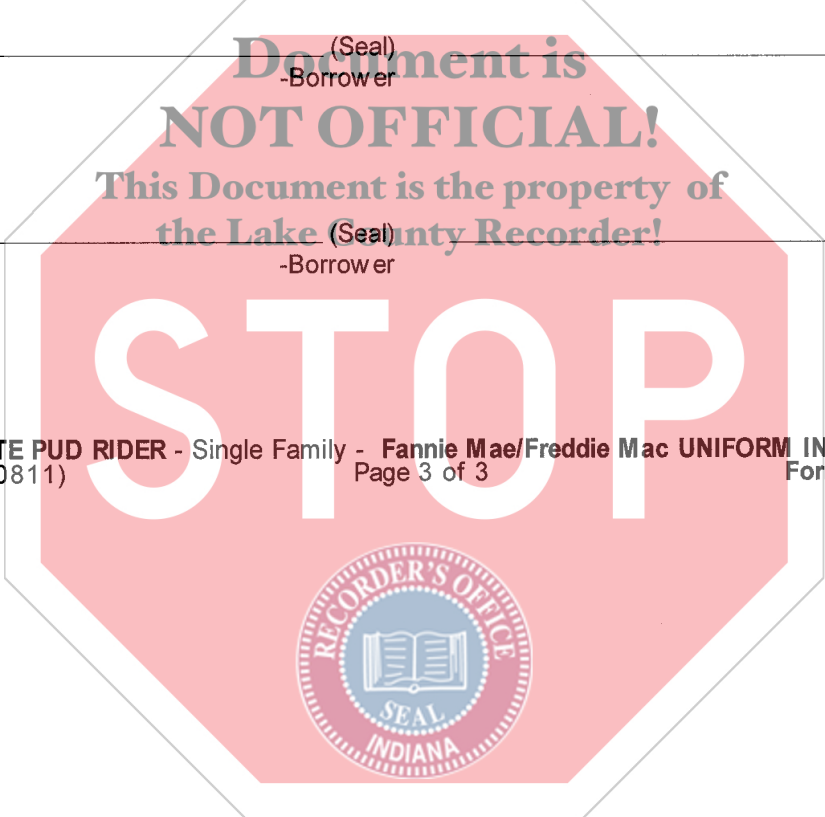 (Seal)
Document is
-Borrower
NOT OFFICIAL!
This Document is the property of
the Lake County Recorder!
(Seal)
-Borrower
STOP
TE PUD RIDER - Single Family - Fannie Mae/Freddie Mac UNIFORM IN
0811) Page 3 of 3 For
RECORDER'S OFFICE
SEAL
INDIANA